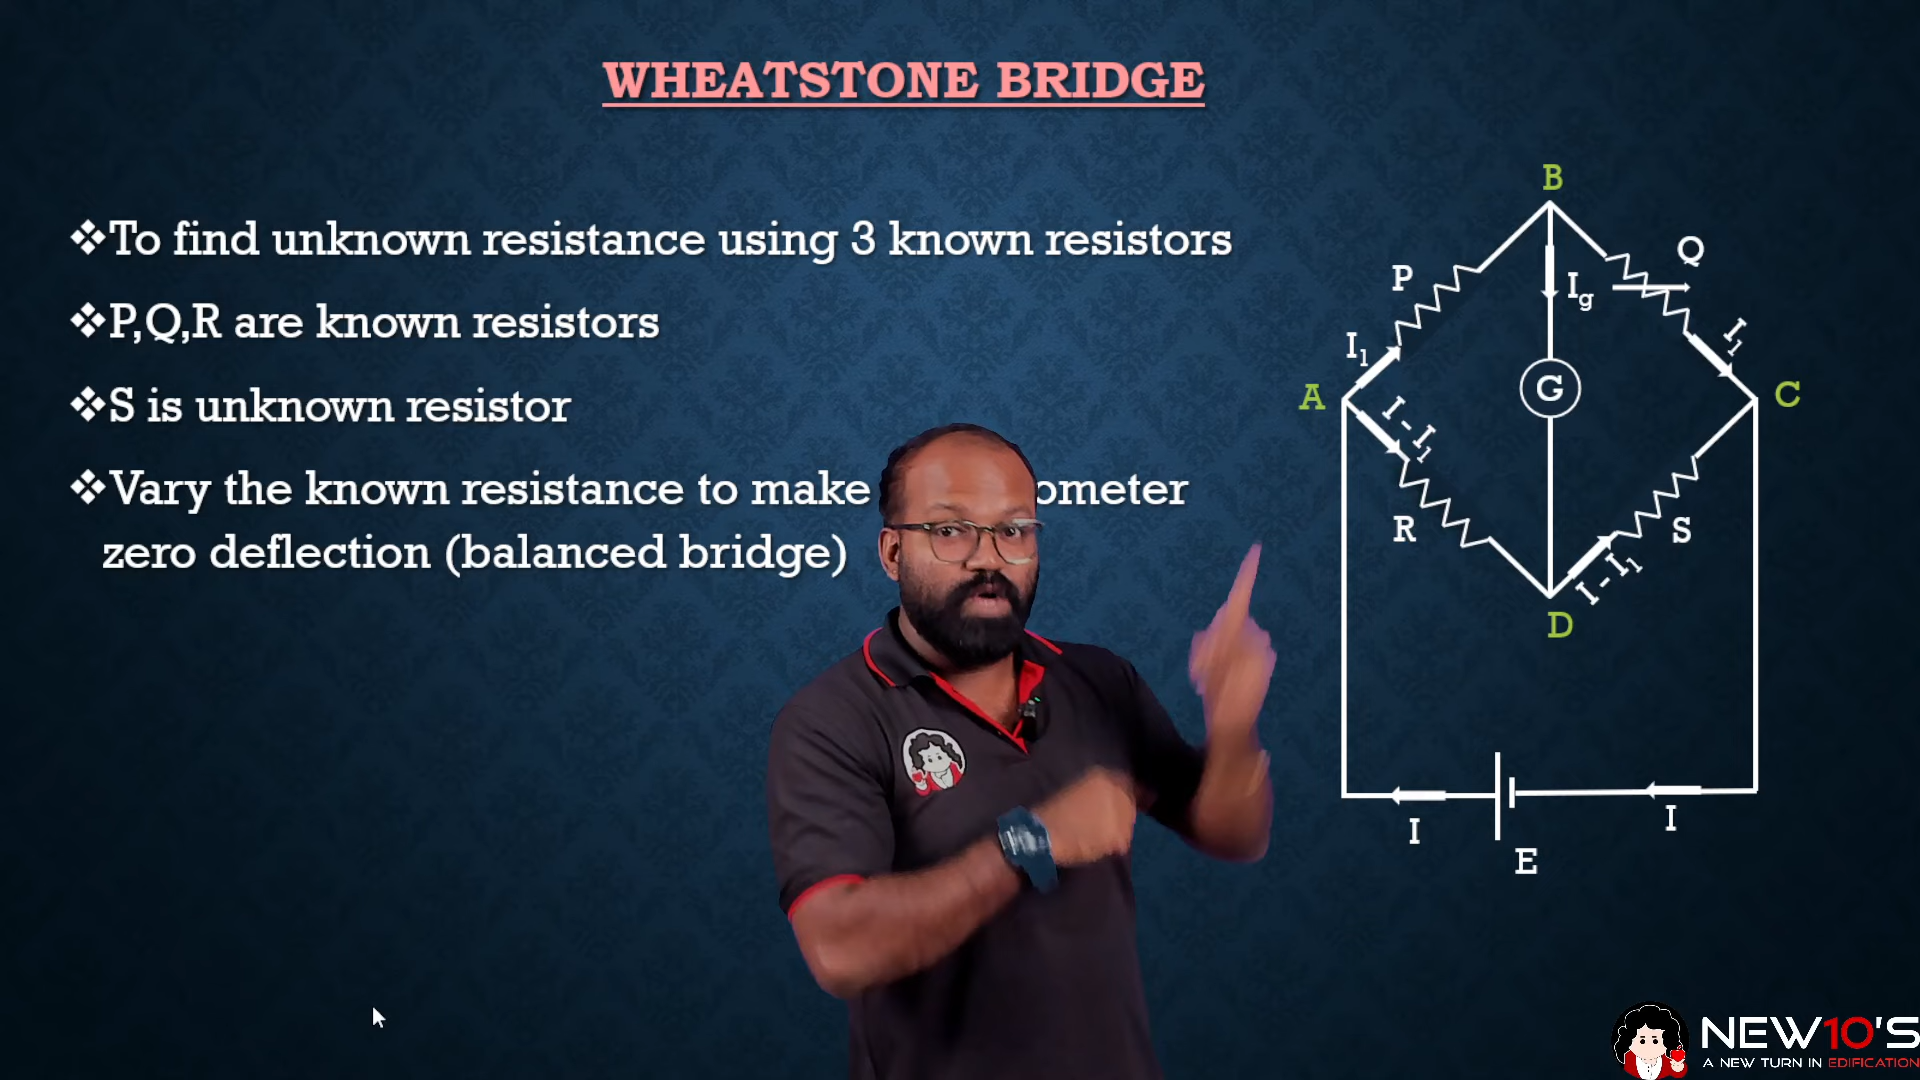 WHEATSTONE BRIDGE
❖To find unknown resistance using 3 known resistors
❖P,Q,R are known resistors
❖S is unknown resistor
❖Vary the known resistance to make ometer
zero deflection (balanced bridge)
B
Q
P
Ig
I1
I1
A
G
C
I - I1
R
S
I - I1
D
I
I
E
NEW10'S
A NEW TURN IN EDIFICATION